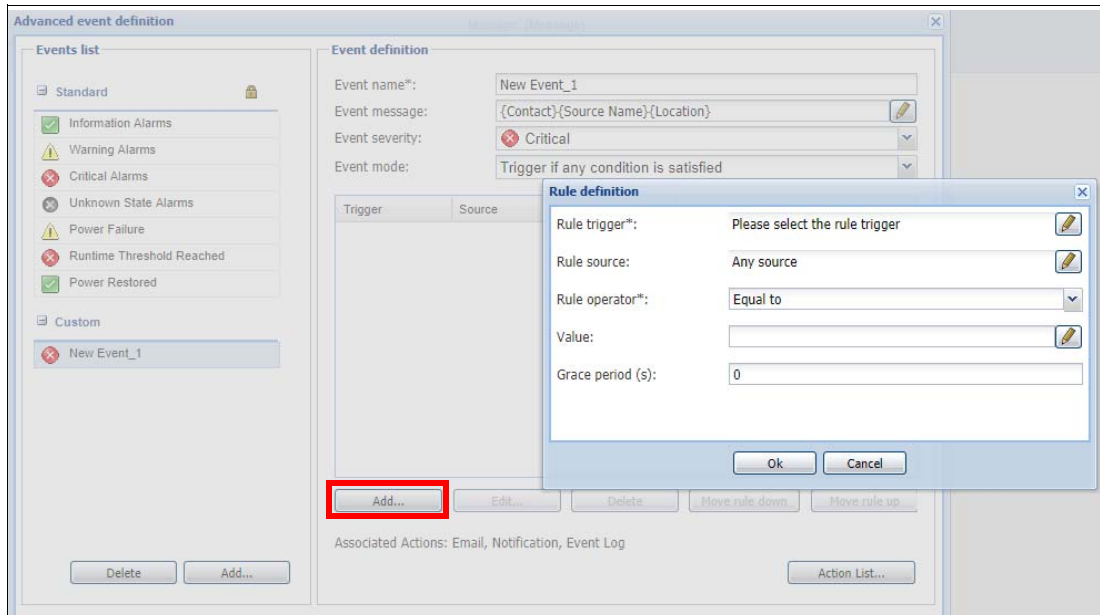 Advanced event definition
Events list
Standard
Information Alarms
Warning Alarms
Critical Alarms
Unknown State Alarms
Power Failure
Runtime Threshold Reached
Power Restored
Custom
New Event_1
Delete
Add...
Event definition
Event name*: New Event_1
Event message: {Contact}{Source Name}{Location}
Event severity: Critical
Event mode: Trigger if any condition is satisfied
Trigger Source
Add... Edit... Delete Move rule down Move rule up
Associated Actions: Email, Notification, Event Log
Action List...
Rule definition
Rule trigger*: Please select the rule trigger
Rule source: Any source
Rule operator*: Equal to
Value:
Grace period (s): 0
Ok Cancel